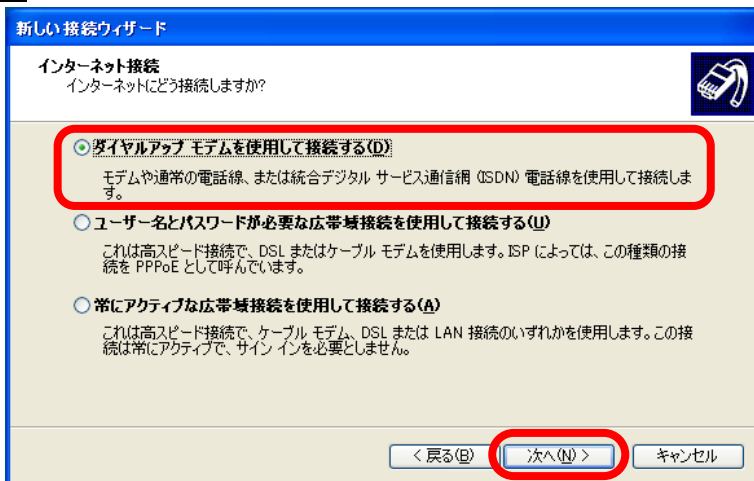 新しい接続ウィザード
インターネット接続
インターネットにどう接続しますか?
ダイヤルアップ モデムを使用して接続する(D)
モデムや通常の電話線、または統合デジタル サービス通信網 (ISDN) 電話線を使用して接続しま
す。
ユーザー名とパスワードが必要な広帯域接続を使用して接続する(U)
これは高スピード接続で、DSL またはケーブル モデムを使用します。ISP によっては、この種類の接
続を PPPoE として呼んでいます。
常にアクティブな広帯域接続を使用して接続する(A)
これは高スピード接続で、ケーブル モデム、DSL または LAN 接続のいずれかを使用します。この接
続は常にアクティブで、サイン インを必要としません。
< 戻る(B) 次へ(N) > キャンセル